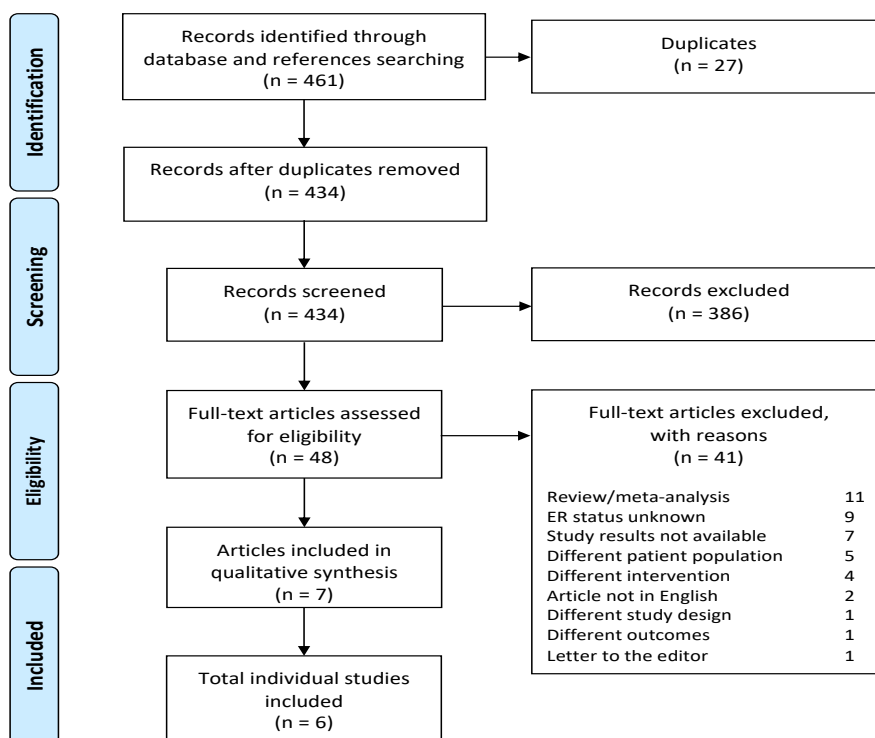 Identification
Records identified through
database and references searching
(n = 461)
Duplicates
(n = 27)
Records after duplicates removed
(n = 434)
Screening
Records screened
(n = 434)
Records excluded
(n = 386)
Eligibility
Full-text articles assessed
for eligibility
(n = 48)
Full-text articles excluded,
with reasons
(n = 41)
Review/meta-analysis 11
ER status unknown 9
Study results not available 7
Different patient population 5
Different intervention 4
Article not in English 2
Different study design 1
Different outcomes 1
Letter to the editor 1
Articles included in
qualitative synthesis
(n = 7)
Included
Total individual studies
included
(n = 6)